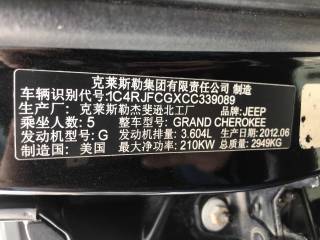 克莱斯勒集团有限责任公司 制造
车辆识别代号:1C4RJFCGXCC339089
生产厂: 克莱斯勒杰斐逊北工厂 品牌:JEEP
乘坐人数: 5 整车型号: GRAND CHEROKEE
发动机型号: G 发动机排量: 3.604L 生产日期:2012.06
制造国: 美国 最大净功率: 210KW 总质量: 2949KG